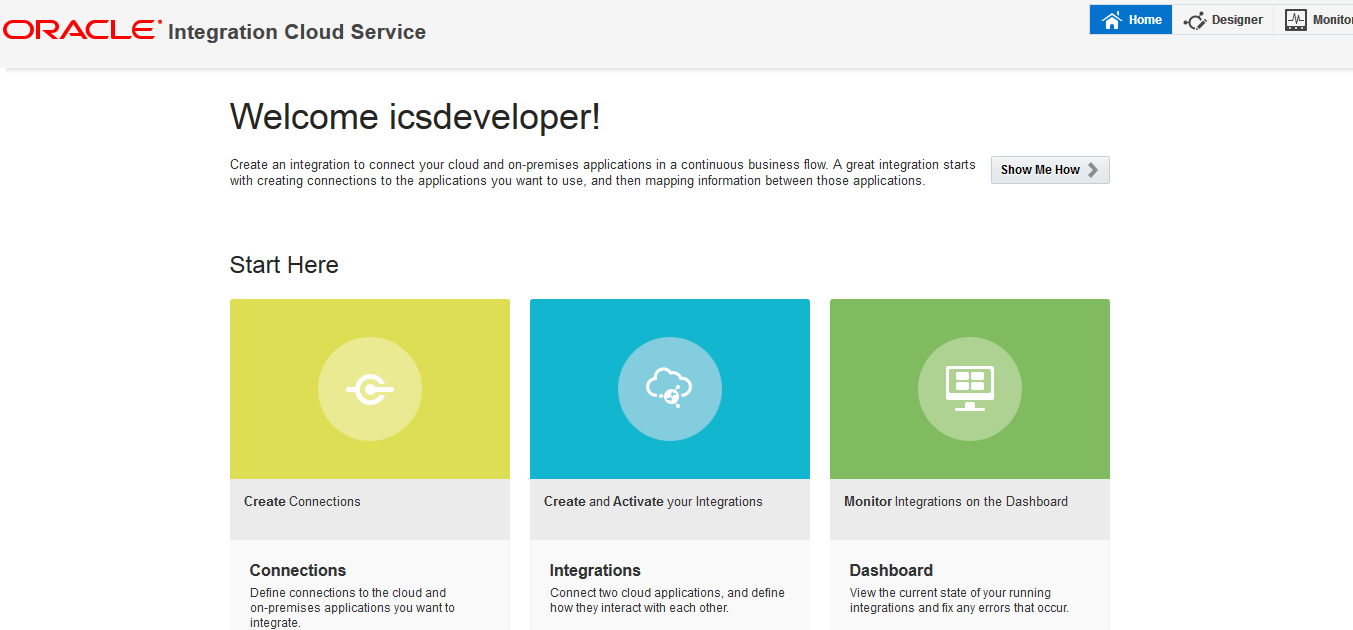 ORACLE Integration Cloud Service
Home
Designer
Welcome icsdeveloper!
Create an integration to connect your cloud and on-premises applications in a continuous business flow. A great integration starts
with creating connections to the applications you want to use, and then mapping information between those applications.
Show Me How
Start Here
Create Connections
Create and Activate your Integrations
Monitor Integrations on the Dashboard
Connections
Define connections to the cloud and
on-premises applications you want to
integrate.
Integrations
Connect two cloud applications, and define
how they interact with each other.
Dashboard
View the current state of your running
integrations and fix any errors that occur.